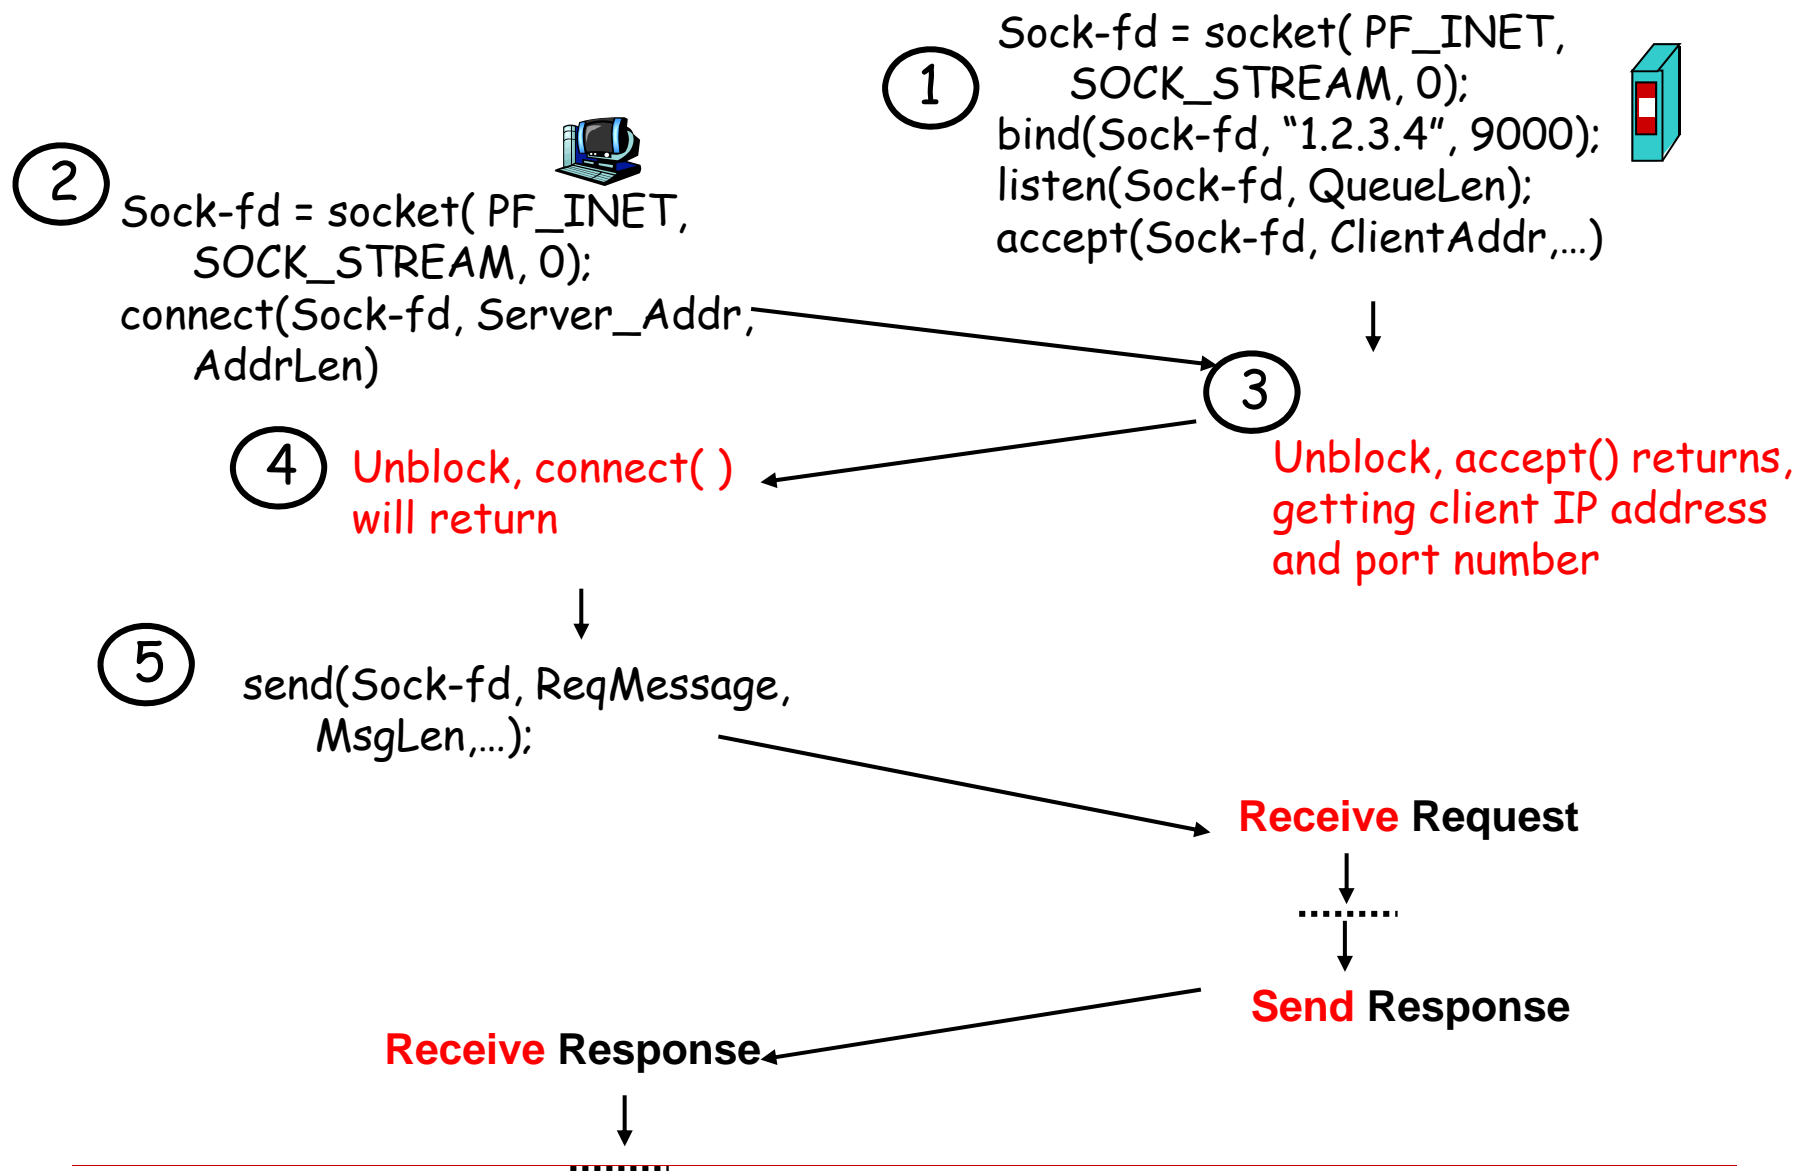 1
Sock-fd = socket( PF_INET,
SOCK_STREAM, 0);
bind(Sock-fd, “1.2.3.4”, 9000);
listen(Sock-fd, QueueLen);
accept(Sock-fd, ClientAddr,...)
2
Sock-fd = socket( PF_INET,
SOCK_STREAM, 0);
connect(Sock-fd, Server_Addr,
AddrLen)
3
Unblock, accept() returns,
getting client IP address
and port number
4
Unblock, connect( )
will return
5
send(Sock-fd, ReqMessage,
MsgLen,...);
Receive Request
Send Response
Receive Response